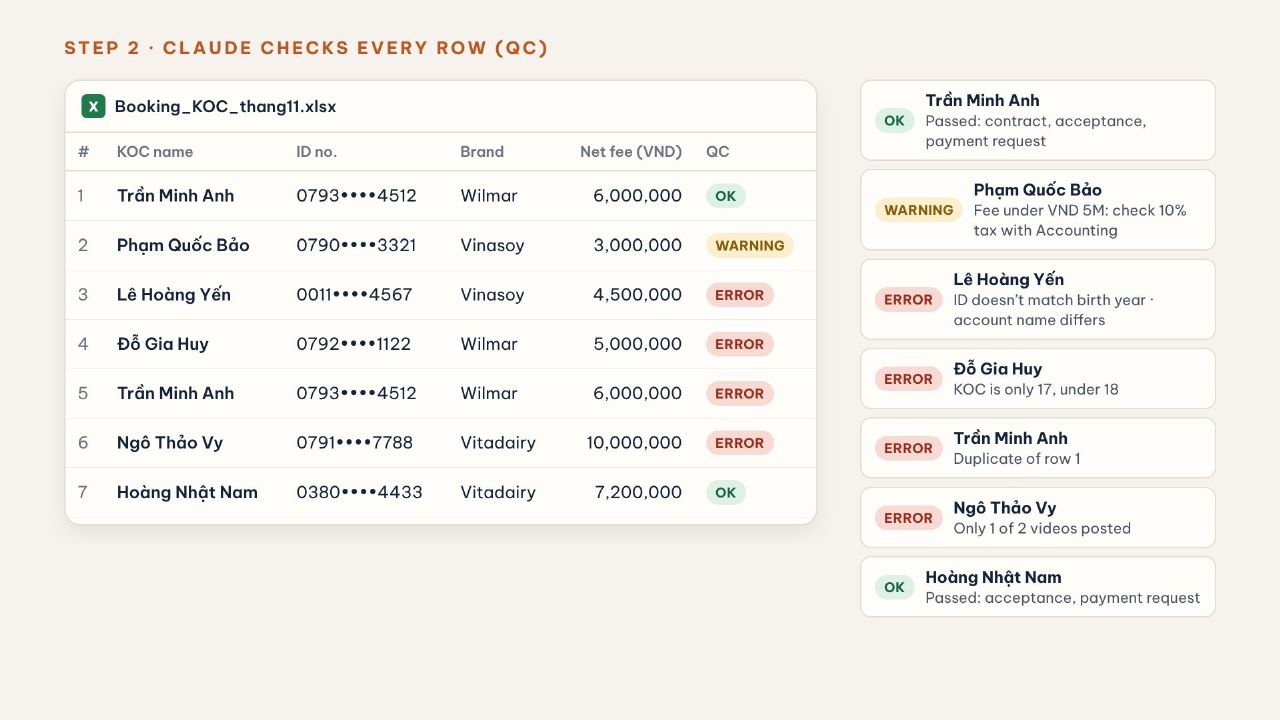 STEP 2 · CLAUDE CHECKS EVERY ROW (QC)
X Booking_KOC_thang11.xlsx
# KOC name ID no. Brand Net fee (VND) QC
1 Trần Minh Anh 0793••••4512 Wilmar 6,000,000 OK
2 Phạm Quốc Bảo 0790••••3321 Vinasoy 3,000,000 WARNING
3 Lê Hoàng Yến 0011••••4567 Vinasoy 4,500,000 ERROR
4 Đỗ Gia Huy 0792••••1122 Wilmar 5,000,000 ERROR
5 Trần Minh Anh 0793••••4512 Wilmar 6,000,000 ERROR
6 Ngô Thảo Vy 0791••••7788 Vitadairy 10,000,000 ERROR
7 Hoàng Nhật Nam 0380••••4433 Vitadairy 7,200,000 OK
OK
Trần Minh Anh
Passed: contract, acceptance,
payment request
WARNING
Phạm Quốc Bảo
Fee under VND 5M: check 10%
tax with Accounting
ERROR
Lê Hoàng Yến
ID doesn't match birth year ·
account name differs
ERROR
Đỗ Gia Huy
KOC is only 17, under 18
ERROR
Trần Minh Anh
Duplicate of row 1
ERROR
Ngô Thảo Vy
Only 1 of 2 videos posted
OK
Hoàng Nhật Nam
Passed: acceptance, payment request